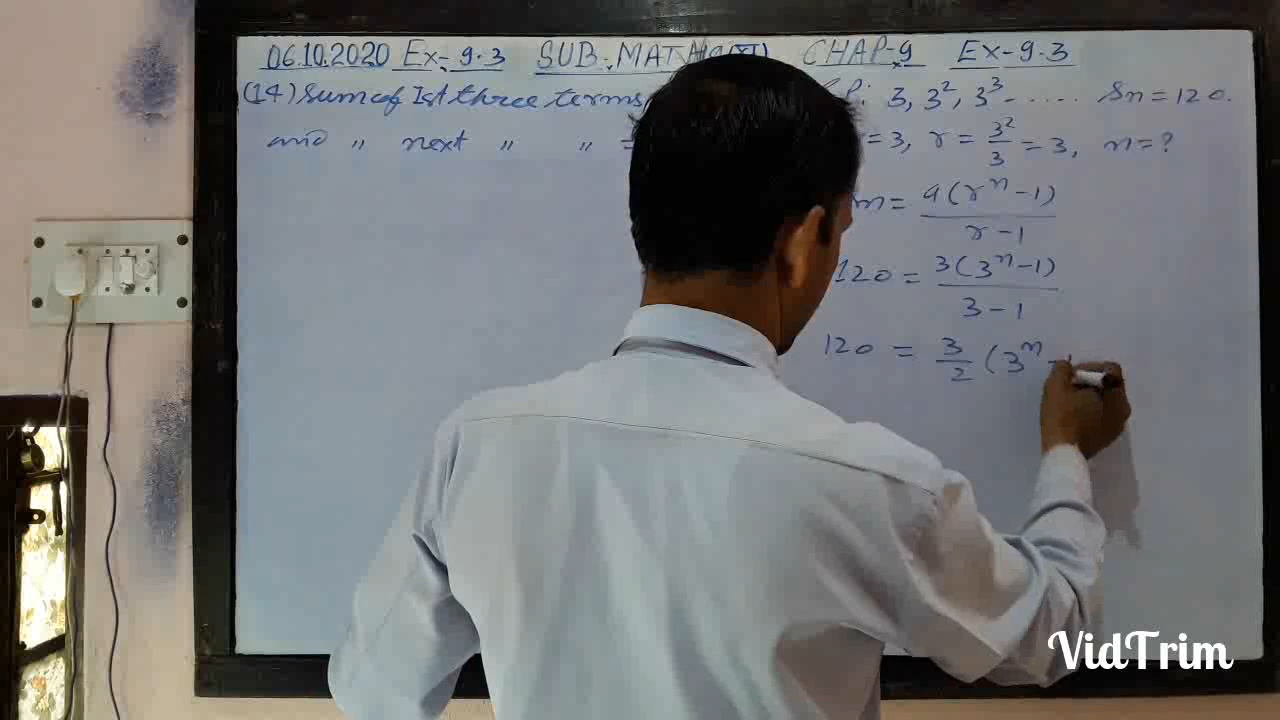 06.10.2020 Ex-9.3 SUB-MATHS(XI) CHAP-9 Ex-9.3
(14) Sum of Ist three terms
and " next " " =
3, 3², 3³ ..... Sn = 120.
= 3, r = 3²/3 = 3, n = ?
n = a(rⁿ-1)/r-1
120 = 3(3ⁿ-1)/3-1
120 = 3/2 (3ⁿ -
VidTrim